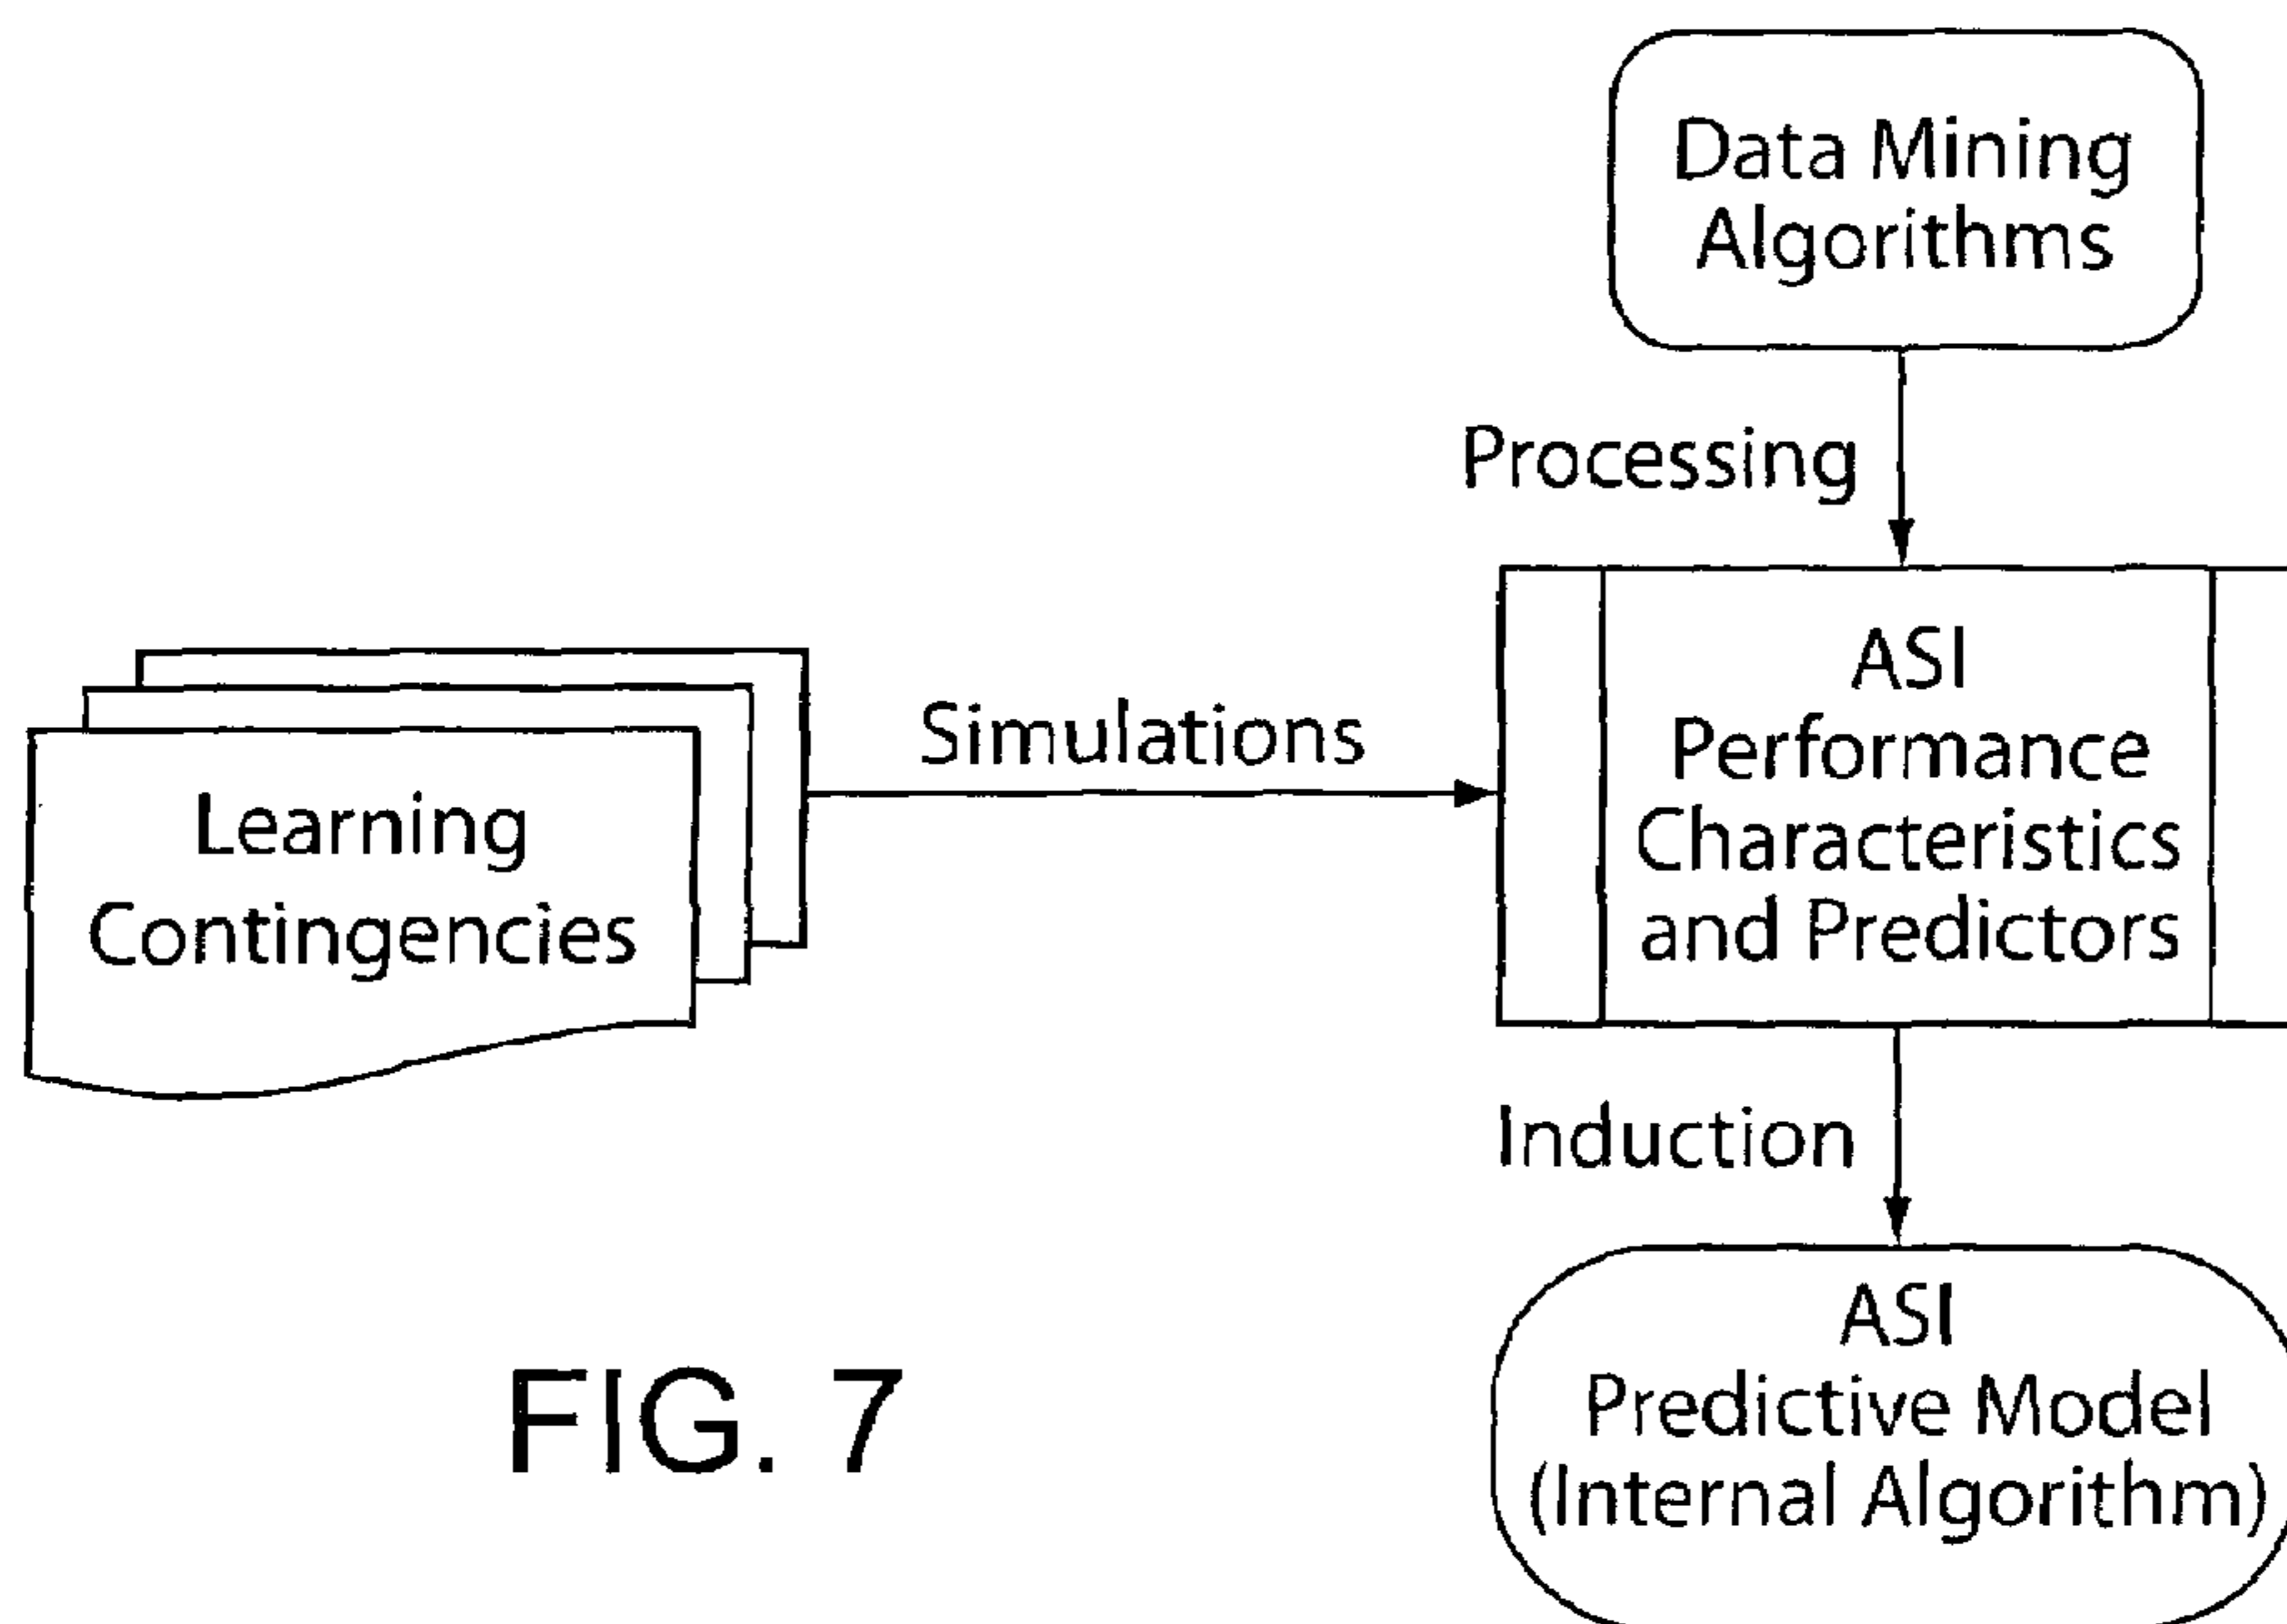 Data Mining
Algorithms
Processing
ASI
Performance
Characteristics
and Predictors
Simulations
Learning
Contingencies
Induction
ASI
Predictive Model
(Internal Algorithm)
FIG. 7